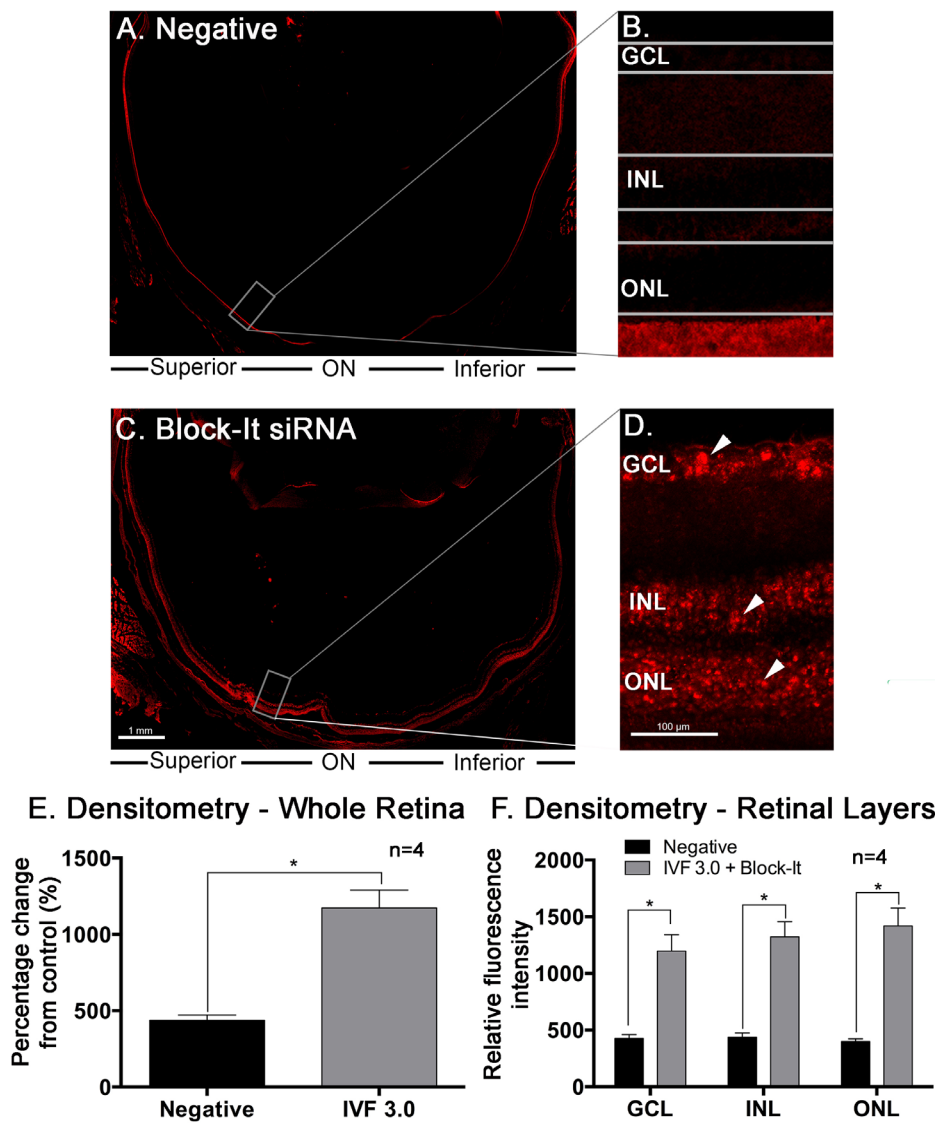 A. Negative
B.
GCL
INL
ONL
Superior ON Inferior
C. Block-It siRNA
D.
GCL
INL
ONL
1 mm
100 µm
Superior ON Inferior
E. Densitometry - Whole Retina
Percentage change
from control (%)
1500
1000
500
0
*
n=4
Negative IVF 3.0
F. Densitometry - Retinal Layers
Relative fluorescence
intensity
2000
1500
1000
500
0
Negative
IVF 3.0 + Block-It
n=4
* * *
GCL INL ONL